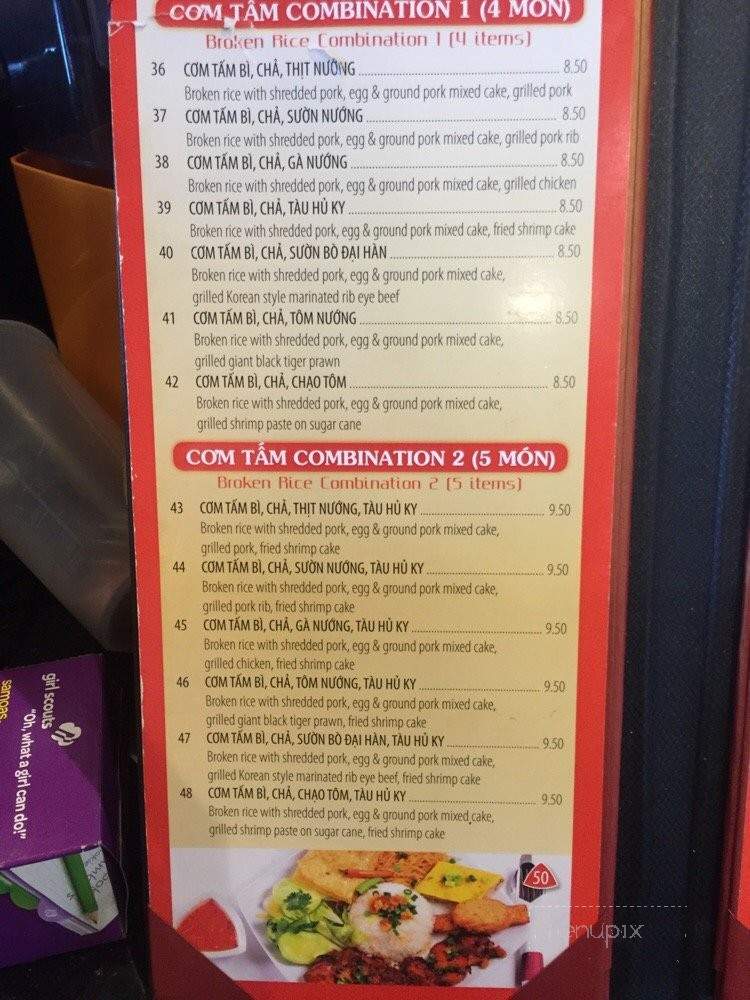 CƠM TẤM COMBINATION 1 (4 MÓN)
Broken Rice Combination 1 (4 items)
36 CƠM TẤM BÌ, CHẢ, THỊT NƯỚNG 8.50
Broken rice with shredded pork, egg & ground pork mixed cake, grilled pork
37 CƠM TẤM BÌ, CHẢ, SƯỜN NƯỚNG 8.50
Broken rice with shredded pork, egg & ground pork mixed cake, grilled pork rib
38 CƠM TẤM BÌ, CHẢ, GÀ NƯỚNG 8.50
Broken rice with shredded pork, egg & ground pork mixed cake, grilled chicken
39 CƠM TẤM BÌ, CHẢ, TÀU HỦ KY 8.50
Broken rice with shredded pork, egg & ground pork mixed cake, fried shrimp cake
40 CƠM TẤM BÌ, CHẢ, SƯỜN BÒ ĐẠI HÀN 8.50
Broken rice with shredded pork, egg & ground pork mixed cake,
grilled Korean style marinated rib eye beef
41 CƠM TẤM BÌ, CHẢ, TÔM NƯỚNG 8.50
Broken rice with shredded pork, egg & ground pork mixed cake,
grilled giant black tiger prawn
42 CƠM TẤM BÌ, CHẢ, CHẠO TÔM 8.50
Broken rice with shredded pork, egg & ground pork mixed cake,
grilled shrimp paste on sugar cane
CƠM TẤM COMBINATION 2 (5 MÓN)
Broken Rice Combination 2 (5 items)
43 CƠM TẤM BÌ, CHẢ, THỊT NƯỚNG, TÀU HỦ KY 9.50
Broken rice with shredded pork, egg & ground pork mixed cake,
grilled pork, fried shrimp cake
44 CƠM TẤM BÌ, CHẢ, SƯỜN NƯỚNG, TÀU HỦ KY 9.50
Broken rice with shredded pork, egg & ground pork mixed cake,
grilled pork rib, fried shrimp cake
45 CƠM TẤM BÌ, CHẢ, GÀ NƯỚNG, TÀU HỦ KY 9.50
Broken rice with shredded pork, egg & ground pork mixed cake,
grilled chicken, fried shrimp cake
46 CƠM TẤM BÌ, CHẢ, TÔM NƯỚNG, TÀU HỦ KY 9.50
Broken rice with shredded pork, egg & ground pork mixed cake,
grilled giant black tiger prawn, fried shrimp cake
47 CƠM TẤM BÌ, CHẢ, SƯỜN BÒ ĐẠI HÀN, TÀU HỦ KY 9.50
Broken rice with shredded pork, egg & ground pork mixed cake,
grilled Korean style marinated rib eye beef, fried shrimp cake
48 CƠM TẤM BÌ, CHẢ, CHẠO TÔM, TÀU HỦ KY 9.50
Broken rice with shredded pork, egg & ground pork mixed cake,
grilled shrimp paste on sugar cane, fried shrimp cake
50
menupix
girl scouts
"Oh, what a girl can do!"
samoas